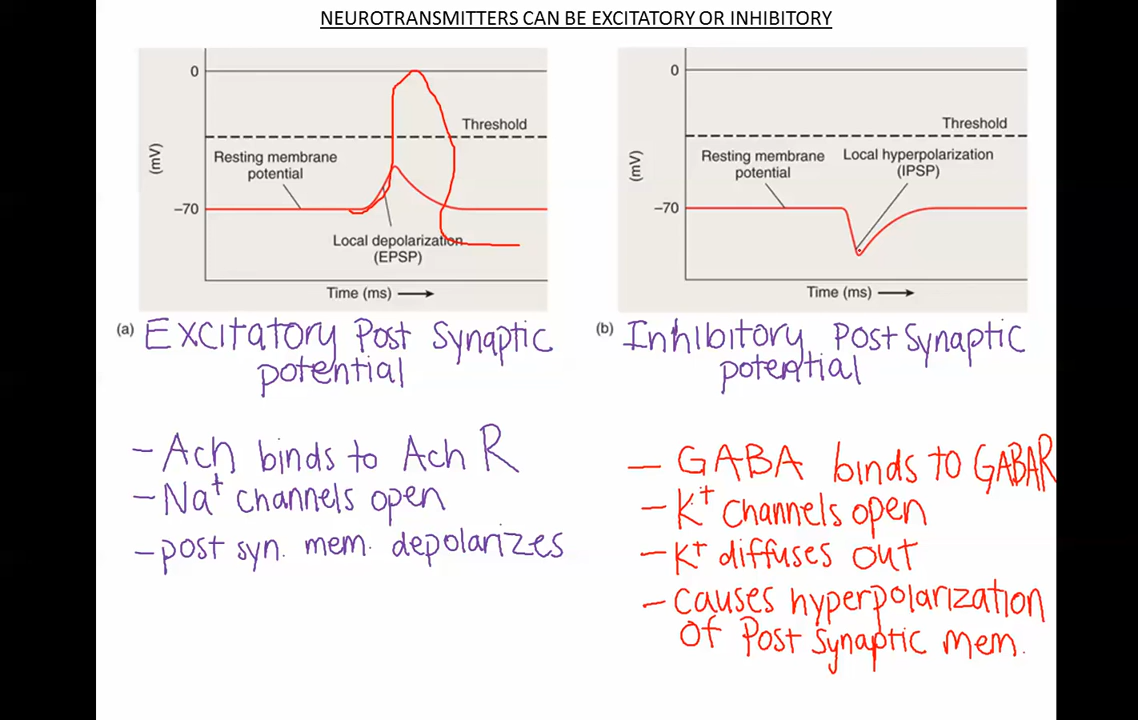 NEUROTRANSMITTERS CAN BE EXCITATORY OR INHIBITORY
0
Threshold
(mV)
Resting membrane
potential
-70
Local depolarization
(EPSP)
Time (ms)
(a) Excitatory Post Synaptic
potential
- Ach binds to Ach R
- Na+ channels open
- post syn. mem. depolarizes
0
Threshold
(mV)
Resting membrane
potential
Local hyperpolarization
(IPSP)
-70
Time (ms)
(b) Inhibitory Post Synaptic
potential
- GABA binds to GABAR
- K+ channels open
- K+ diffuses out
- causes hyperpolarization
of Post Synaptic mem.